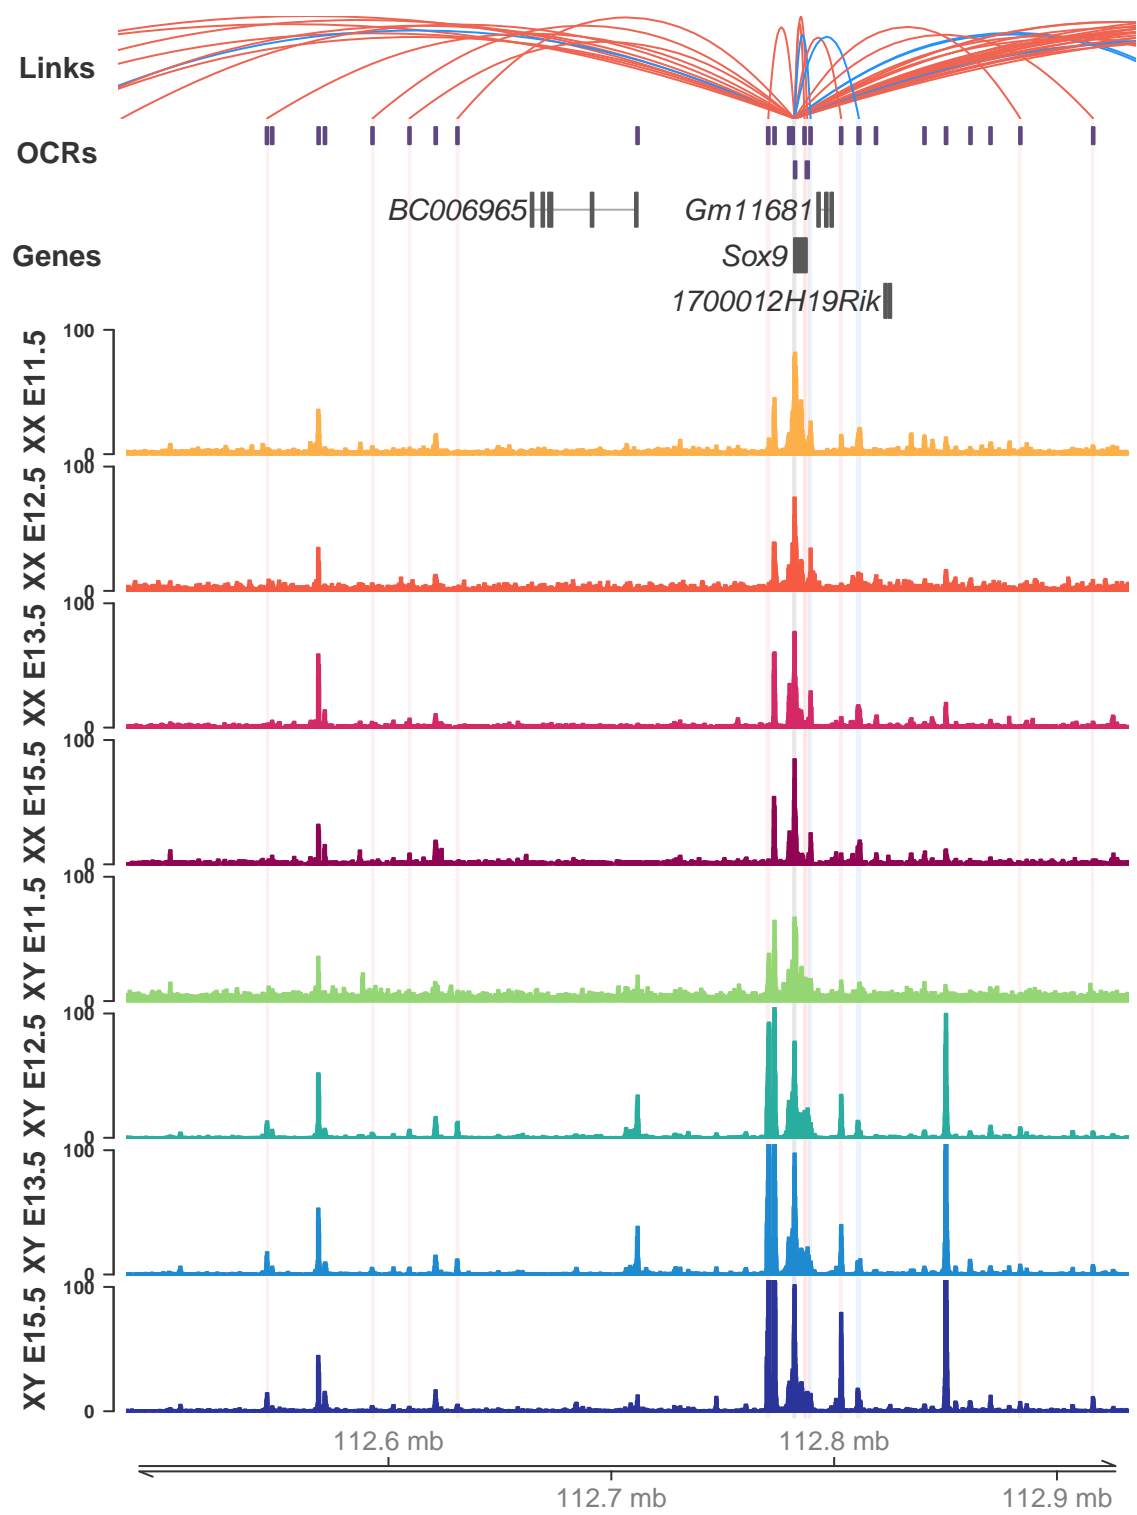 Links
OCRs
BC006965
Gm11681
Genes
Sox9
1700012H19Rik
XX E11.5
100
0
XX E12.5
100
0
XX E13.5
100
0
XX E15.5
100
0
XY E11.5
100
0
XY E12.5
100
0
XY E13.5
100
0
XY E15.5
100
0
112.6 mb
112.8 mb
112.7 mb
112.9 mb